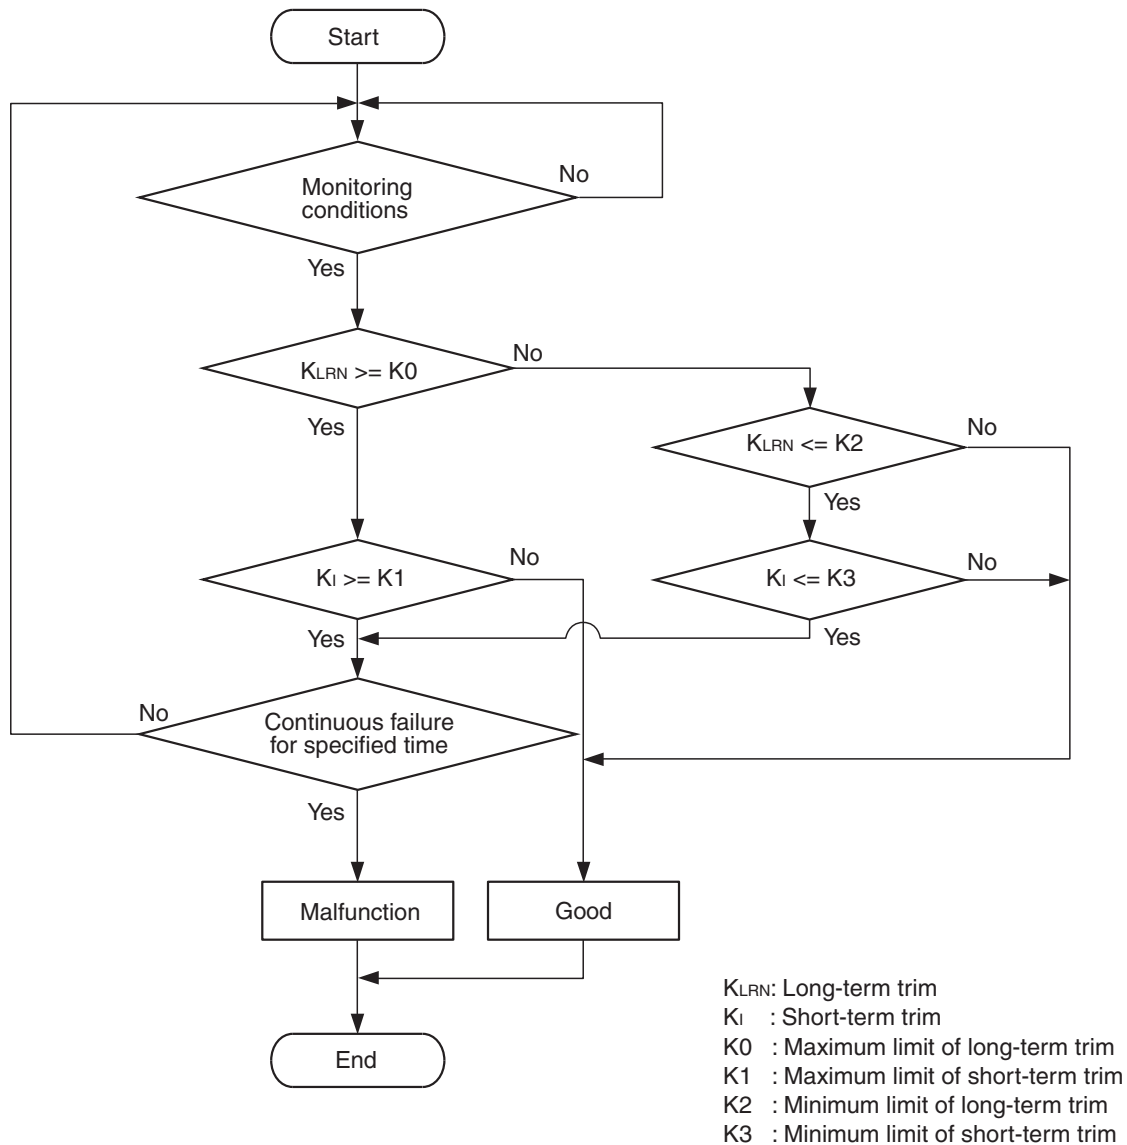 Start
No
Monitoring
conditions
Yes
No
KLRN >= K0
Yes
No
KLRN <= K2
Yes
No
KI >= K1
No
KI <= K3
Yes
Yes
No
Continuous failure
for specified time
Yes
Malfunction
Good
End
KLRN: Long-term trim
KI : Short-term trim
K0 : Maximum limit of long-term trim
K1 : Maximum limit of short-term trim
K2 : Minimum limit of long-term trim
K3 : Minimum limit of short-term trim